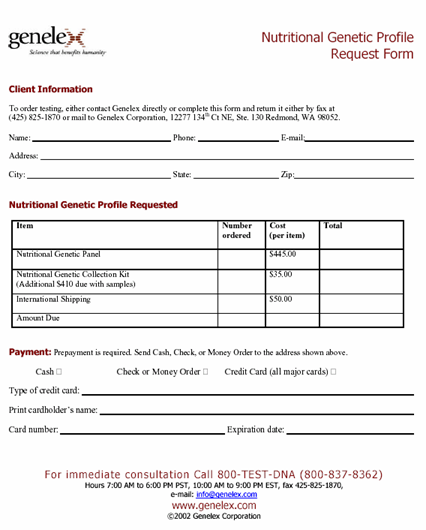 genelex
Science that benefits humanity
Nutritional Genetic Profile
Request Form
Client Information
To order testing, either contact Genelex directly or complete this form and return it either by fax at
(425) 825-1870 or mail to Genelex Corporation, 12277 134th Ct NE, Ste. 130 Redmond, WA 98052.
Name: Phone: E-mail:
Address:
City: State: Zip:
Nutritional Genetic Profile Requested
Item Number ordered Cost (per item) Total
Nutritional Genetic Panel $445.00
Nutritional Genetic Collection Kit $35.00
(Additional $410 due with samples)
International Shipping $50.00
Amount Due
Payment: Prepayment is required. Send Cash, Check, or Money Order to the address shown above.
Cash □ Check or Money Order □ Credit Card (all major cards) □
Type of credit card:
Print cardholder's name:
Card number: Expiration date:
For immediate consultation Call 800-TEST-DNA (800-837-8362)
Hours 7:00 AM to 6:00 PM PST, 10:00 AM to 9:00 PM EST, fax 425-825-1870,
e-mail: info@genelex.com
www.genelex.com
©2002 Genelex Corporation